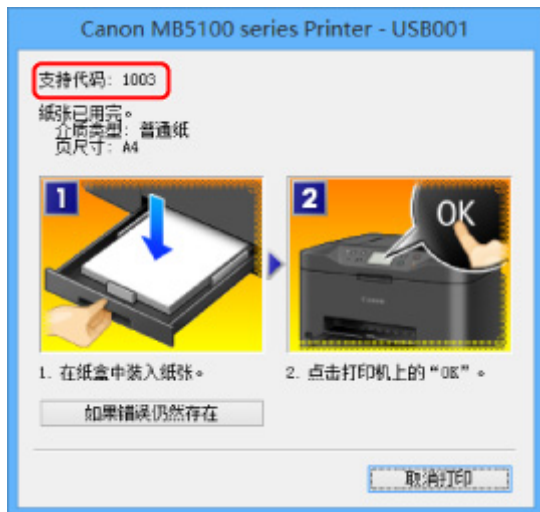 Canon MB5100 series Printer - USB001
支持代码: 1003
纸张已用完。
介质类型: 普通纸
页尺寸: A4
1
2
OK
Canon
1. 在纸盒中装入纸张。
2. 点击打印机上的“OK”。
如果错误仍然存在
取消打印